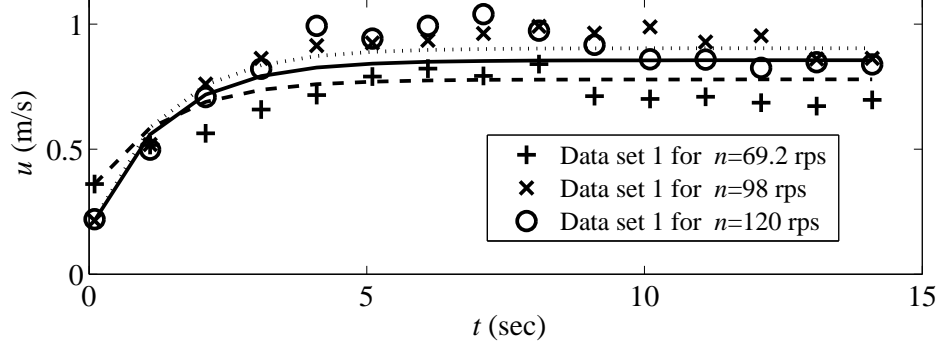 1
0.5
0
u (m/s)
Data set 1 for n=69.2 rps
Data set 1 for n=98 rps
Data set 1 for n=120 rps
0 5 10 15
t (sec)